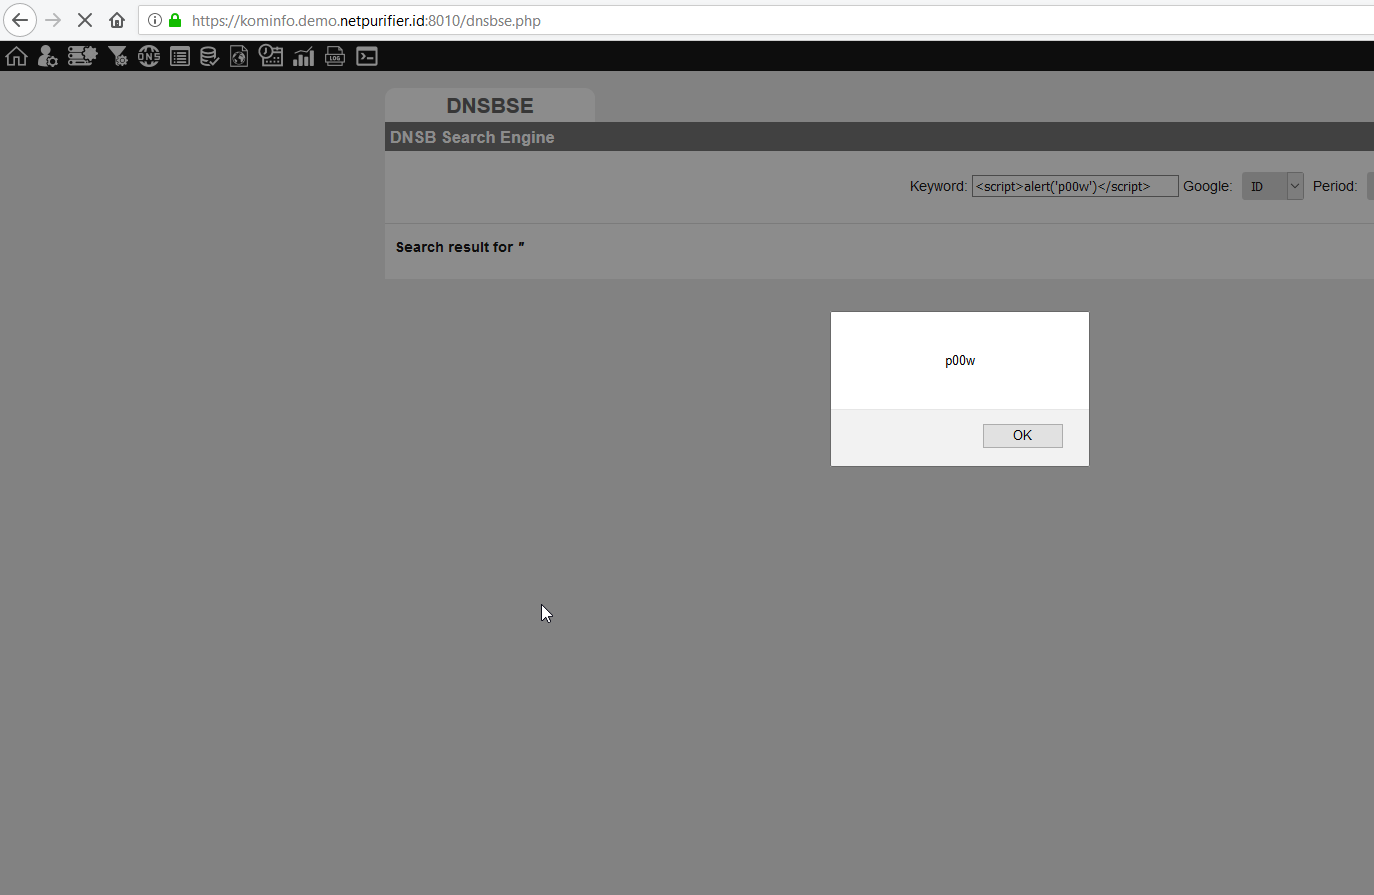 https://kominfo.demo.netpurifier.id:8010/dnsbse.php
DNS LOG
DNSBSE
DNSB Search Engine
Keyword: <script>alert('p00w')</script> Google: ID Period:
Search result for "
p00w
OK